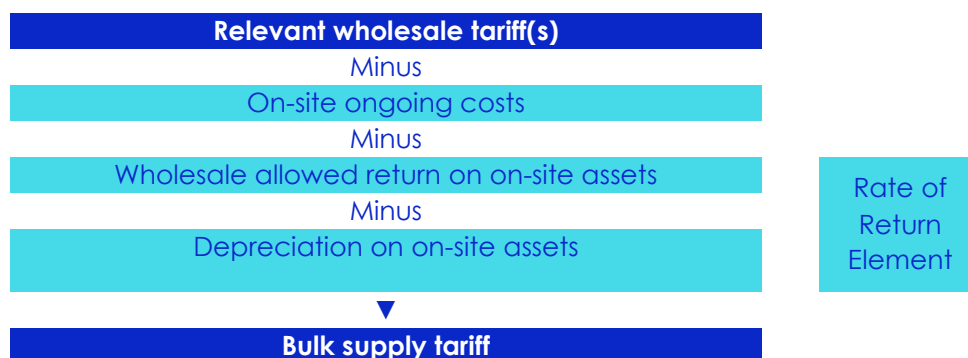 Relevant wholesale tariff(s)
Minus
On-site ongoing costs
Minus
Wholesale allowed return on on-site assets
Minus
Depreciation on on-site assets
Rate of
Return
Element
▼
Bulk supply tariff